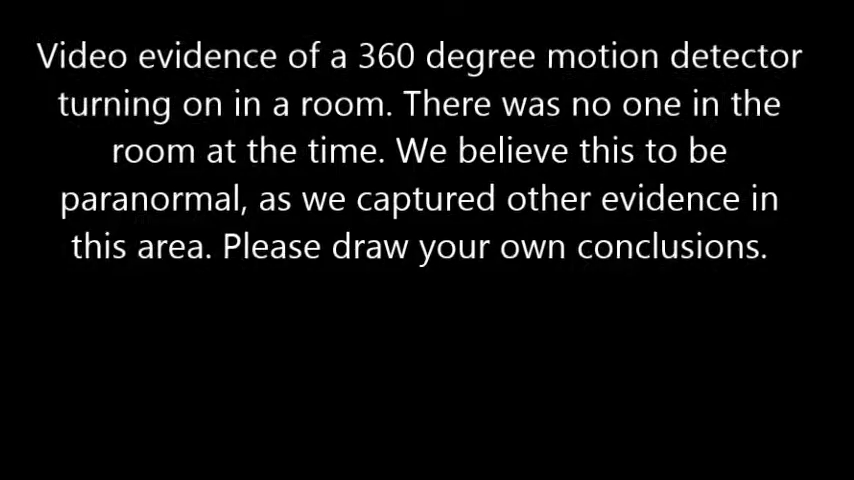 Video evidence of a 360 degree motion detector
turning on in a room. There was no one in the
room at the time. We believe this to be
paranormal, as we captured other evidence in
this area. Please draw your own conclusions.